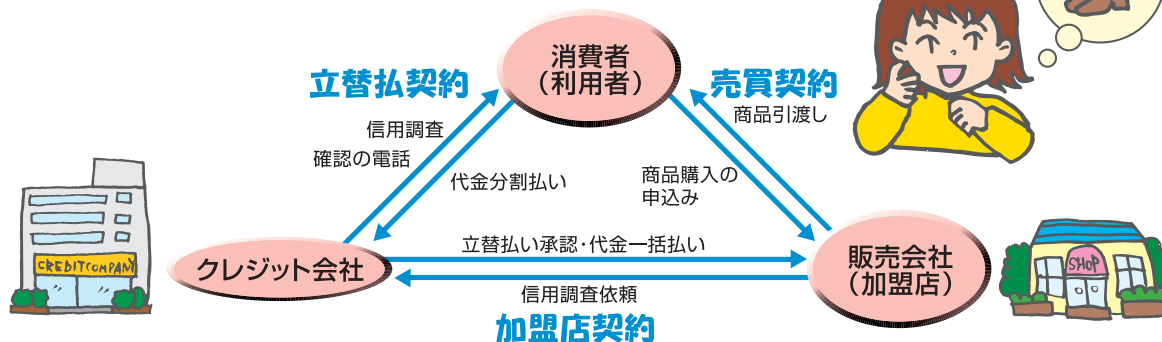 消費者
（利用者）
立替払契約
売買契約
商品引渡し
信用調査
確認の電話
代金分割払い
商品購入の
申込み
立替払い承認・代金一括払い
クレジット会社
販売会社
（加盟店）
信用調査依頼
加盟店契約
CREDITCOMPANY
SHOP